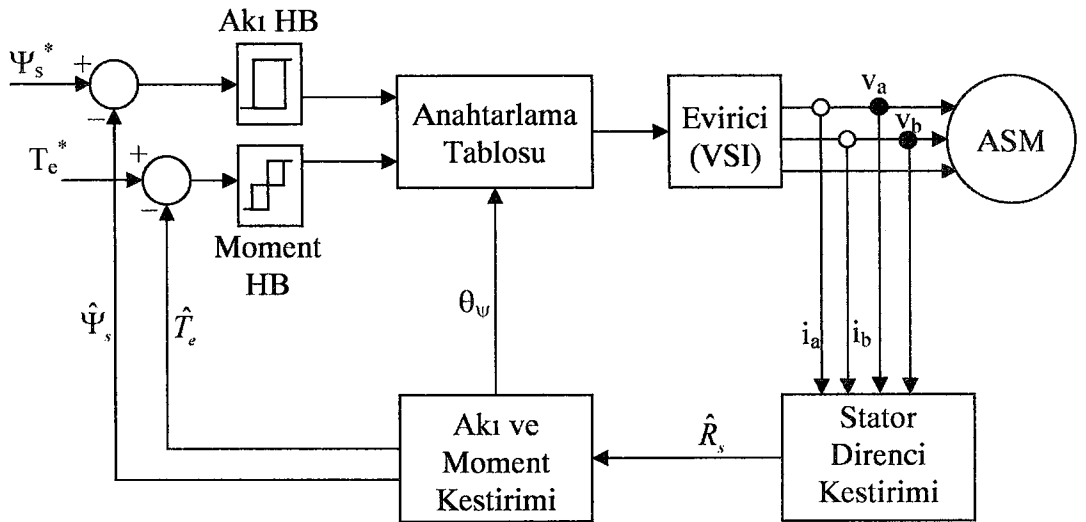 Akı HB
Ψs*
+
−
Te*
+
−
Moment
HB
Anahtarlama
Tablosu
Evirici
(VSI)
va
vb
ASM
Ψ̂s
T̂e
θψ
ia
ib
Akı ve
Moment
Kestirimi
R̂s
Stator
Direnci
Kestirimi